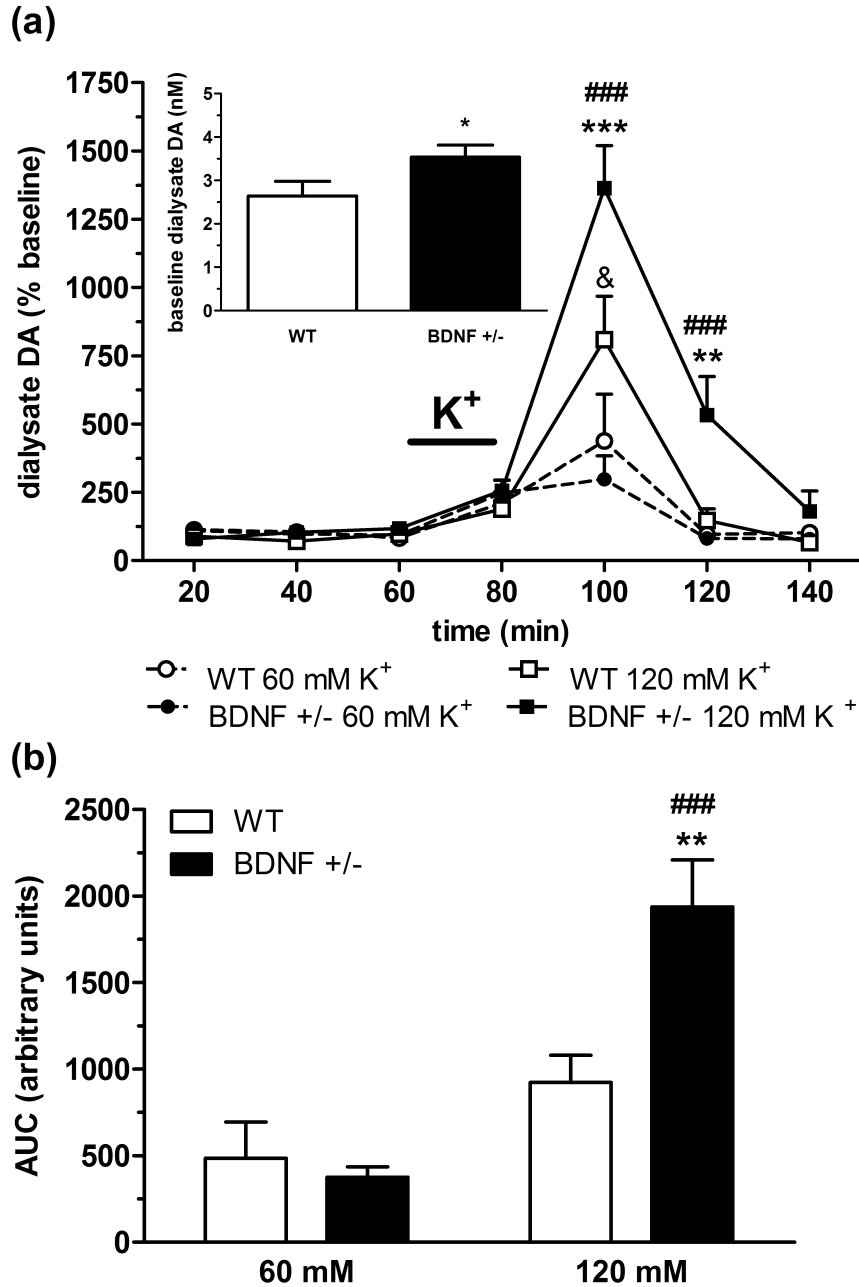 (a)
dialysate DA (% baseline)
1750
1500
1250
1000
750
500
250
0
baseline dialysate DA (nM)
5
4
3
2
1
0
*
WT
BDNF +/-
K+
###
***
&
###
**
20 40 60 80 100 120 140
time (min)
WT 60 mM K+
WT 120 mM K+
BDNF +/- 60 mM K+
BDNF +/- 120 mM K +
(b)
AUC (arbitrary units)
2500
2000
1500
1000
500
0
WT
BDNF +/-
###
**
60 mM 120 mM